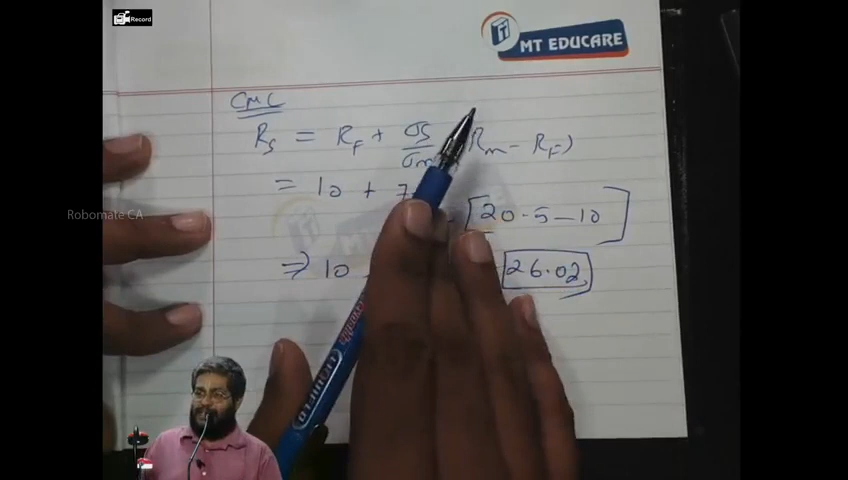 Record
MT EDUCARE
CML
Rs = RF + σs/σm (Rm - RF)
= 10 + 7 [20.5 - 10]
Robomate CA
⇒ 10 26.02